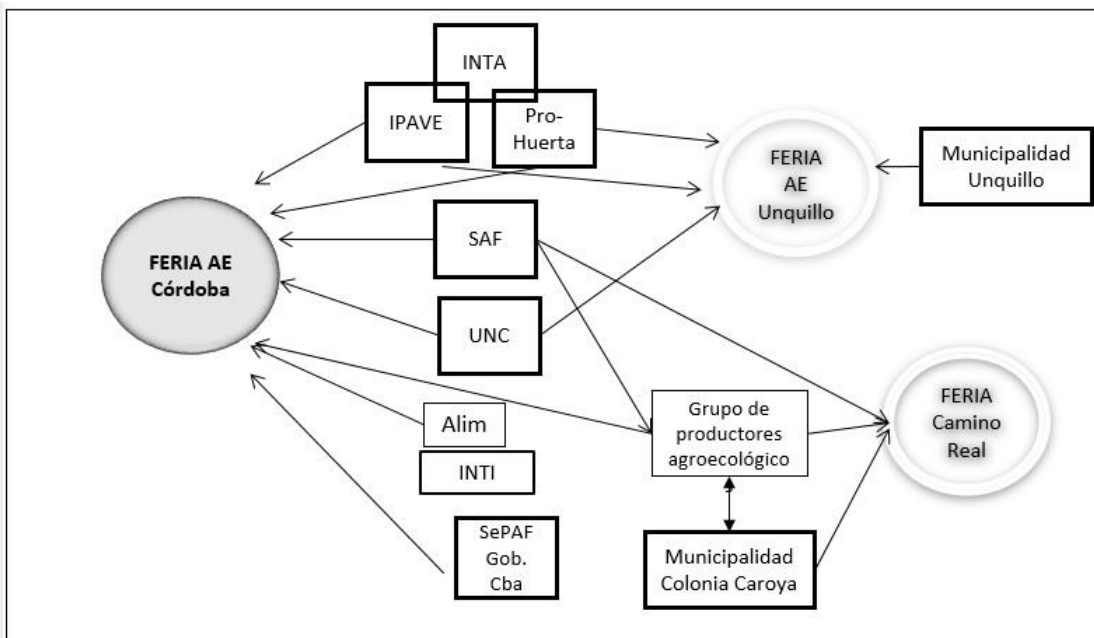 INTA
IPAVE
Pro-
Huerta
FERIA
AE
Unquillo
Municipalidad
Unquillo
FERIA AE
Córdoba
SAF
UNC
FERIA
Camino
Real
Alim
INTI
Grupo de
productores
agroecológico
SePAF
Gob.
Cba
Municipalidad
Colonia Caroya